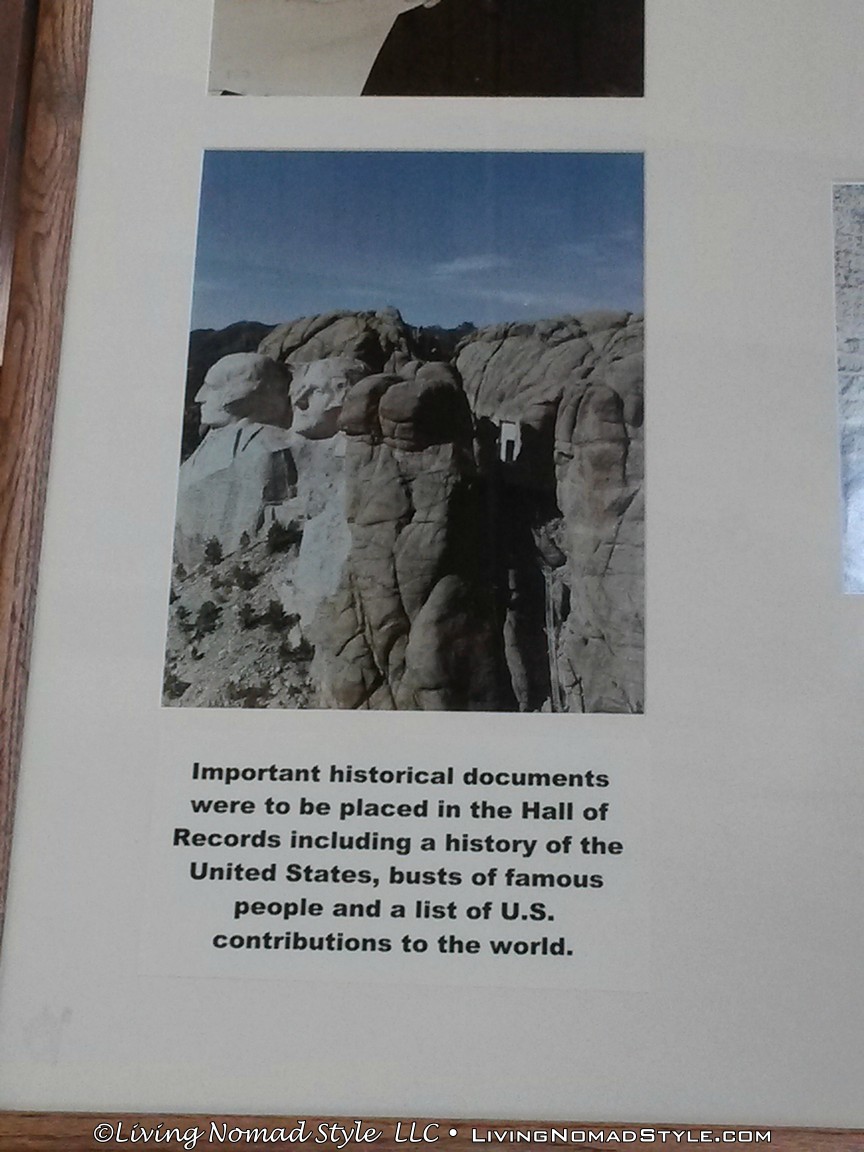 Important historical documents
were to be placed in the Hall of
Records including a history of the
United States, busts of famous
people and a list of U.S.
contributions to the world.
©Living Nomad Style LLC • LivingNomadStyle.com